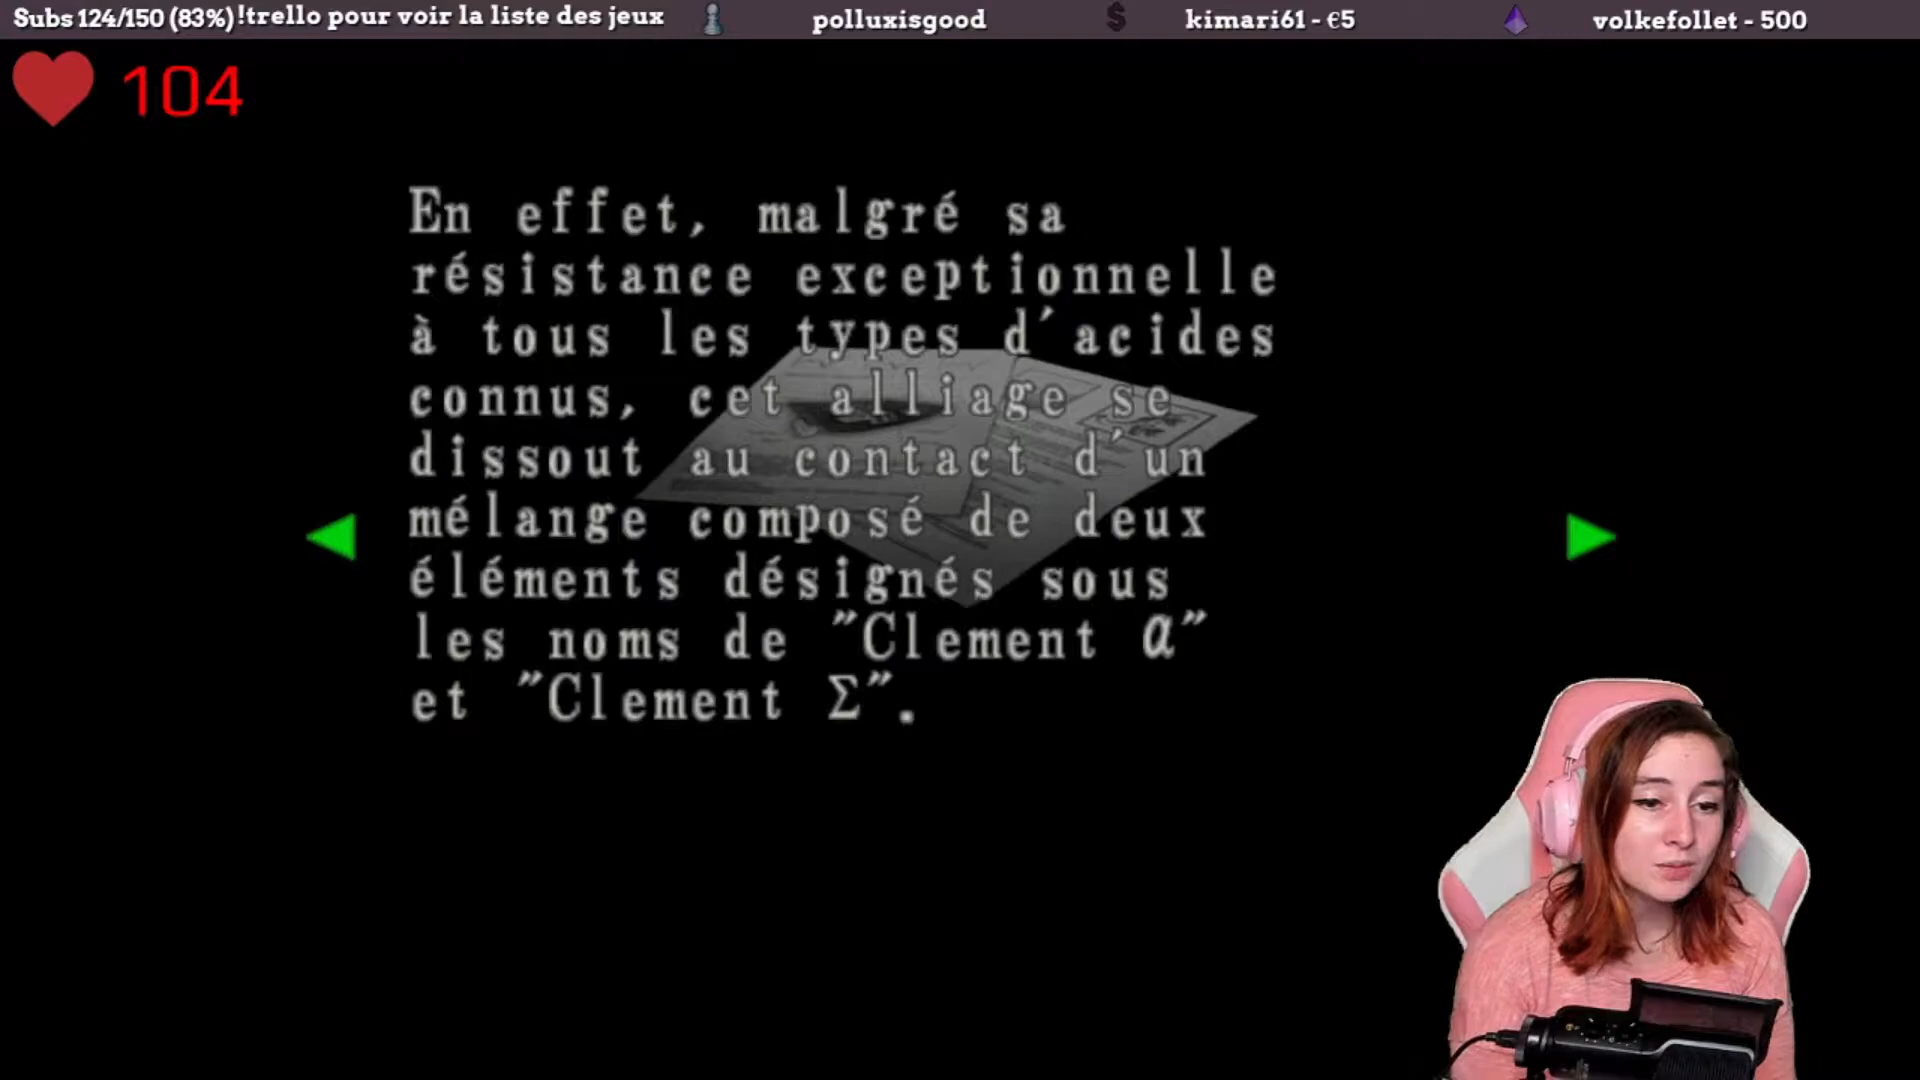 Subs 124/150 (83%) !trello pour voir la liste des jeux polluxisgood kimari61 - €5 volkefollet - 500
104
En effet, malgré sa
résistance exceptionnelle
à tous les types d'acides
connus, cet alliage se
dissout au contact d'un
mélange composé de deux
éléments désignés sous
les noms de "Clement α"
et "Clement Σ".